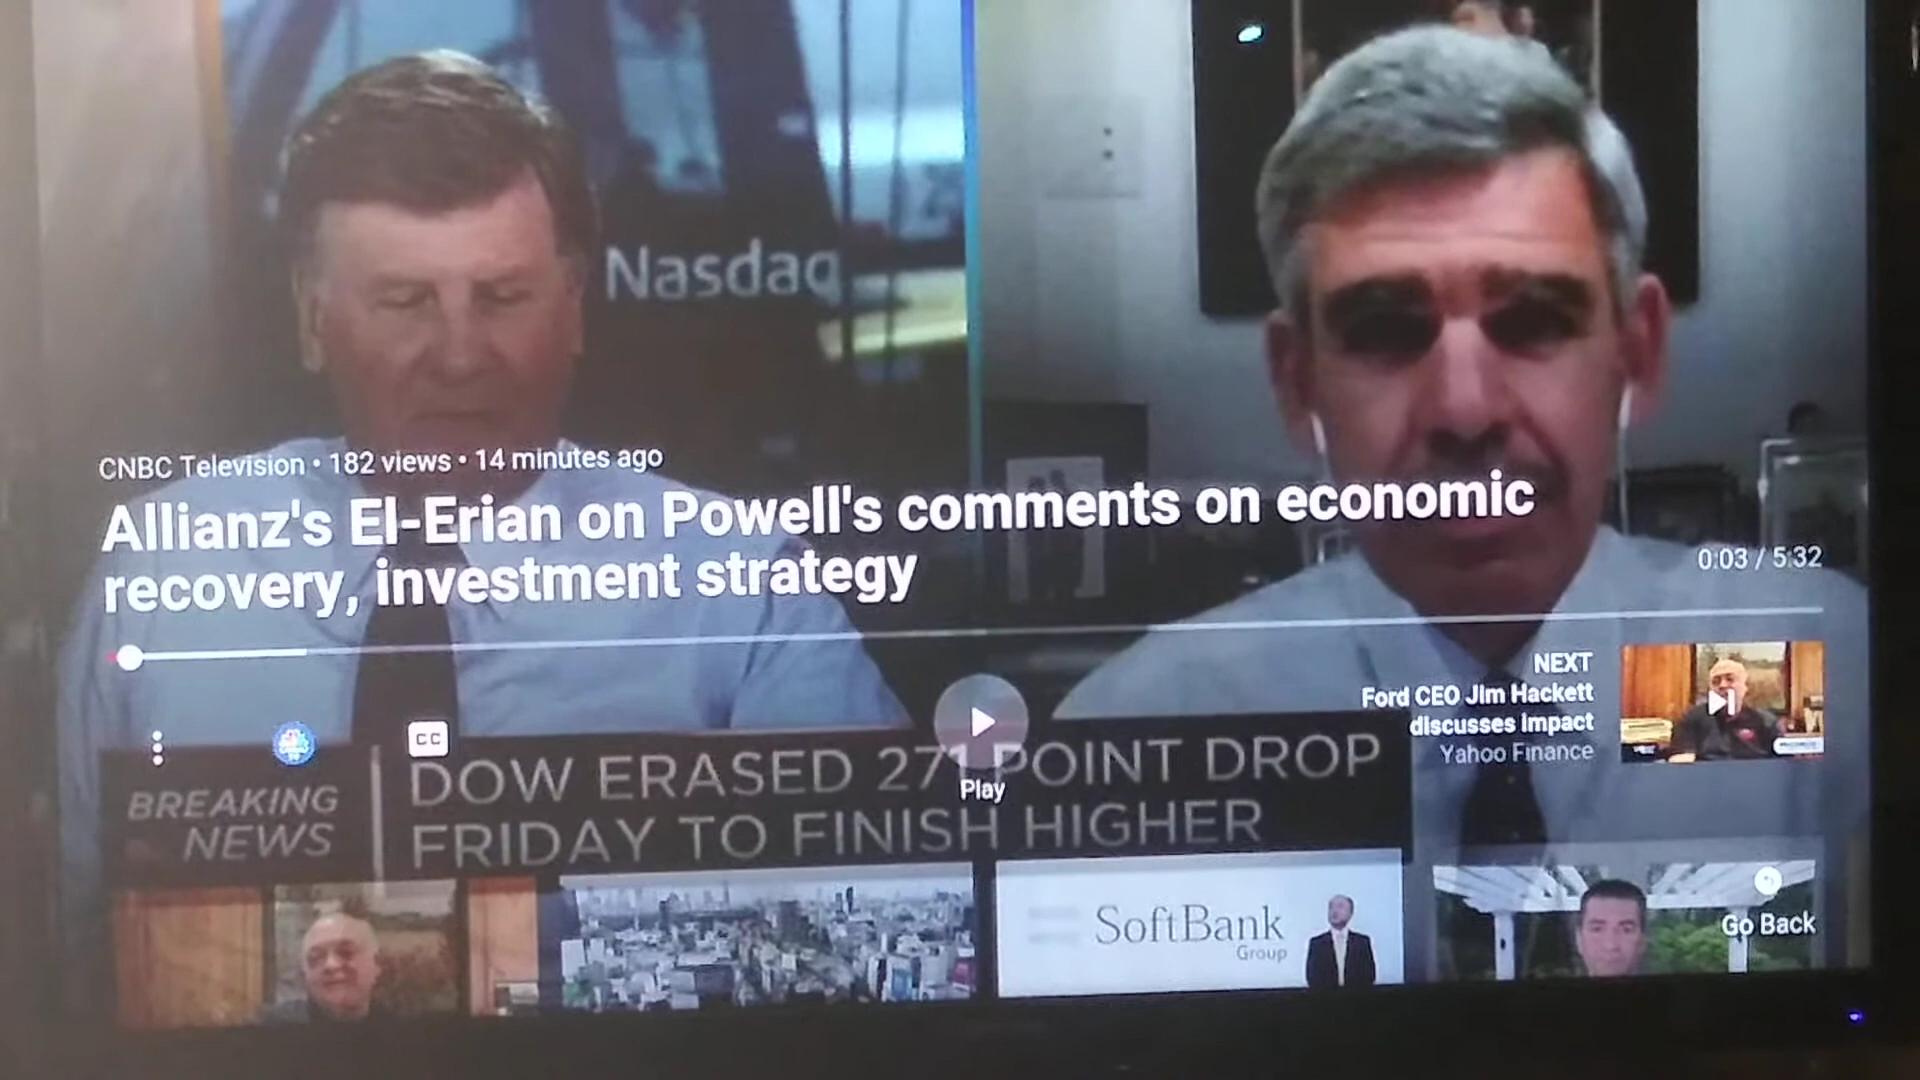 Nasdaq
CNBC Television • 182 views • 14 minutes ago
Allianz's El-Erian on Powell's comments on economic
recovery, investment strategy
0:03 / 5:32
NEXT
Ford CEO Jim Hackett
discusses impact
Yahoo Finance
CC
Play
BREAKING
NEWS
DOW ERASED 271 POINT DROP
FRIDAY TO FINISH HIGHER
SoftBank
Group
Go Back